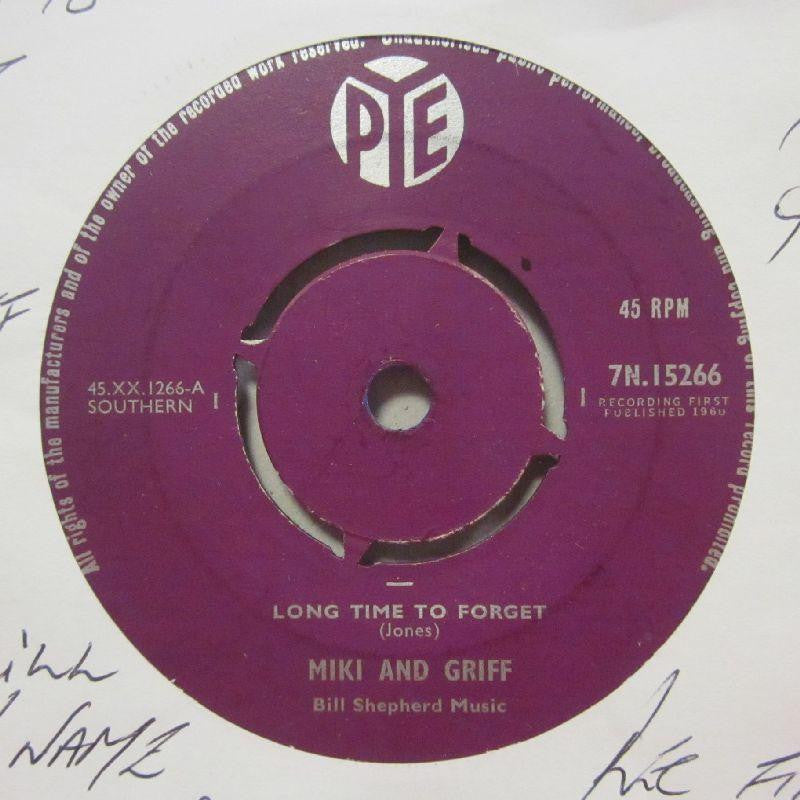 All rights of the manufacturers and of the owner of the recorded work reserved. Unauthorised public performance, broadcasting and copying of this record prohibited.
PYE
45 RPM
7N.15266
RECORDING FIRST
PUBLISHED 1960
45.XX.1266-A
SOUTHERN
I
I
LONG TIME TO FORGET
(Jones)
MIKI AND GRIFF
Bill Shepherd Music
NAME